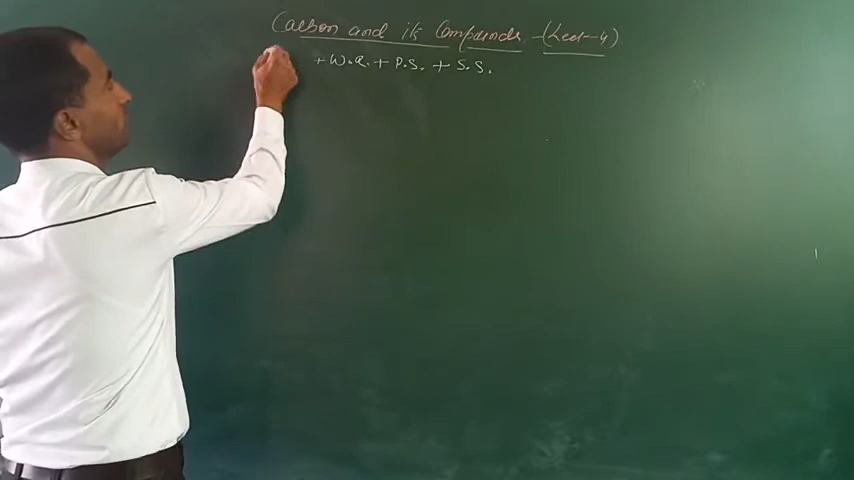 Carbon and its Compounds (Lect-4)
+ W.R. + P.S. + S.S.